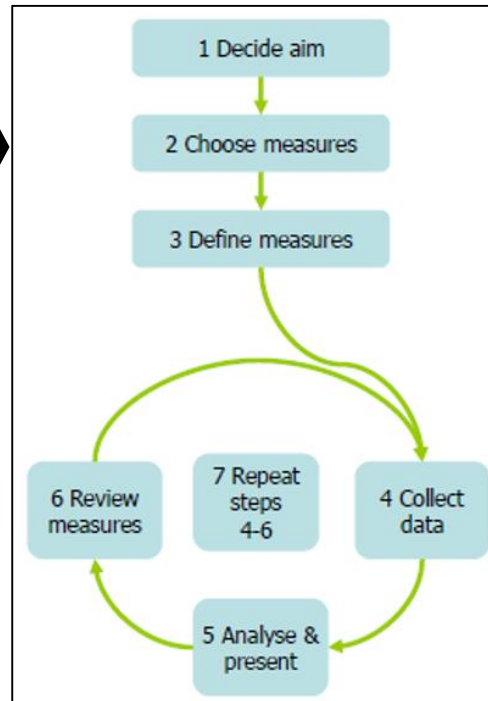 1 Decide aim
2 Choose measures
3 Define measures
6 Review
measures
7 Repeat
steps
4-6
4 Collect
data
5 Analyse &
present